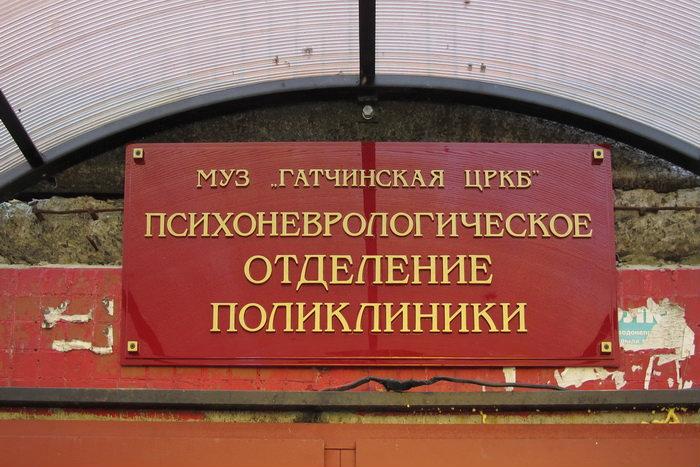 МУЗ „ГАТЧИНСКАЯ ЦРКБ"
ПСИХОНЕВРОЛОГИЧЕСКОЕ
ОТДЕЛЕНИЕ
ПОЛИКЛИНИКИ